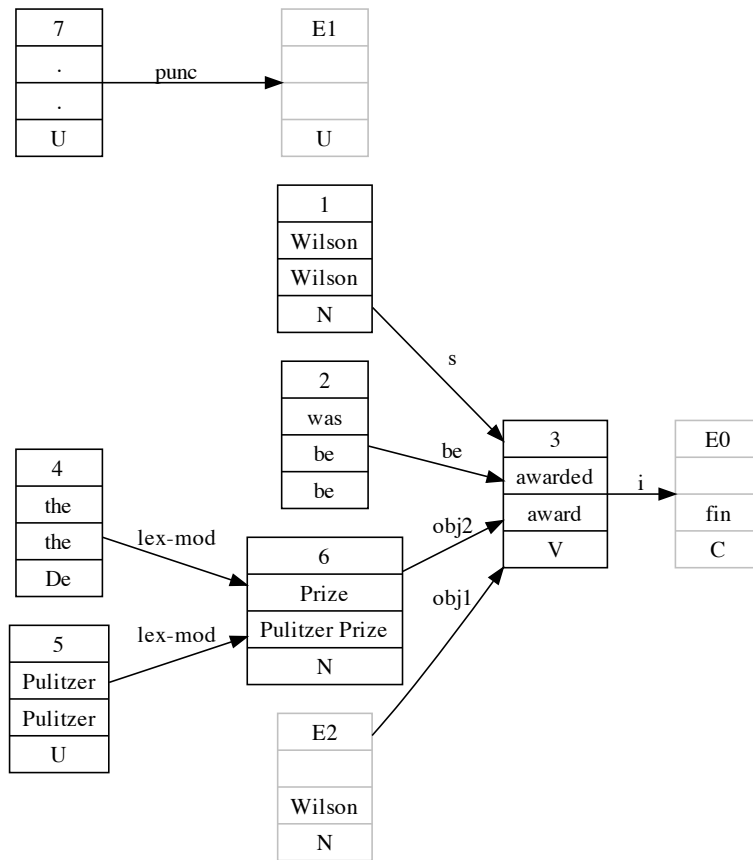 7
.
.
U
punc
E1
U
1
Wilson
Wilson
N
s
2
was
be
be
be
3
awarded
award
V
i
E0
fin
C
4
the
the
De
lex-mod
5
Pulitzer
Pulitzer
U
lex-mod
6
Prize
Pulitzer Prize
N
obj2
obj1
E2
Wilson
N